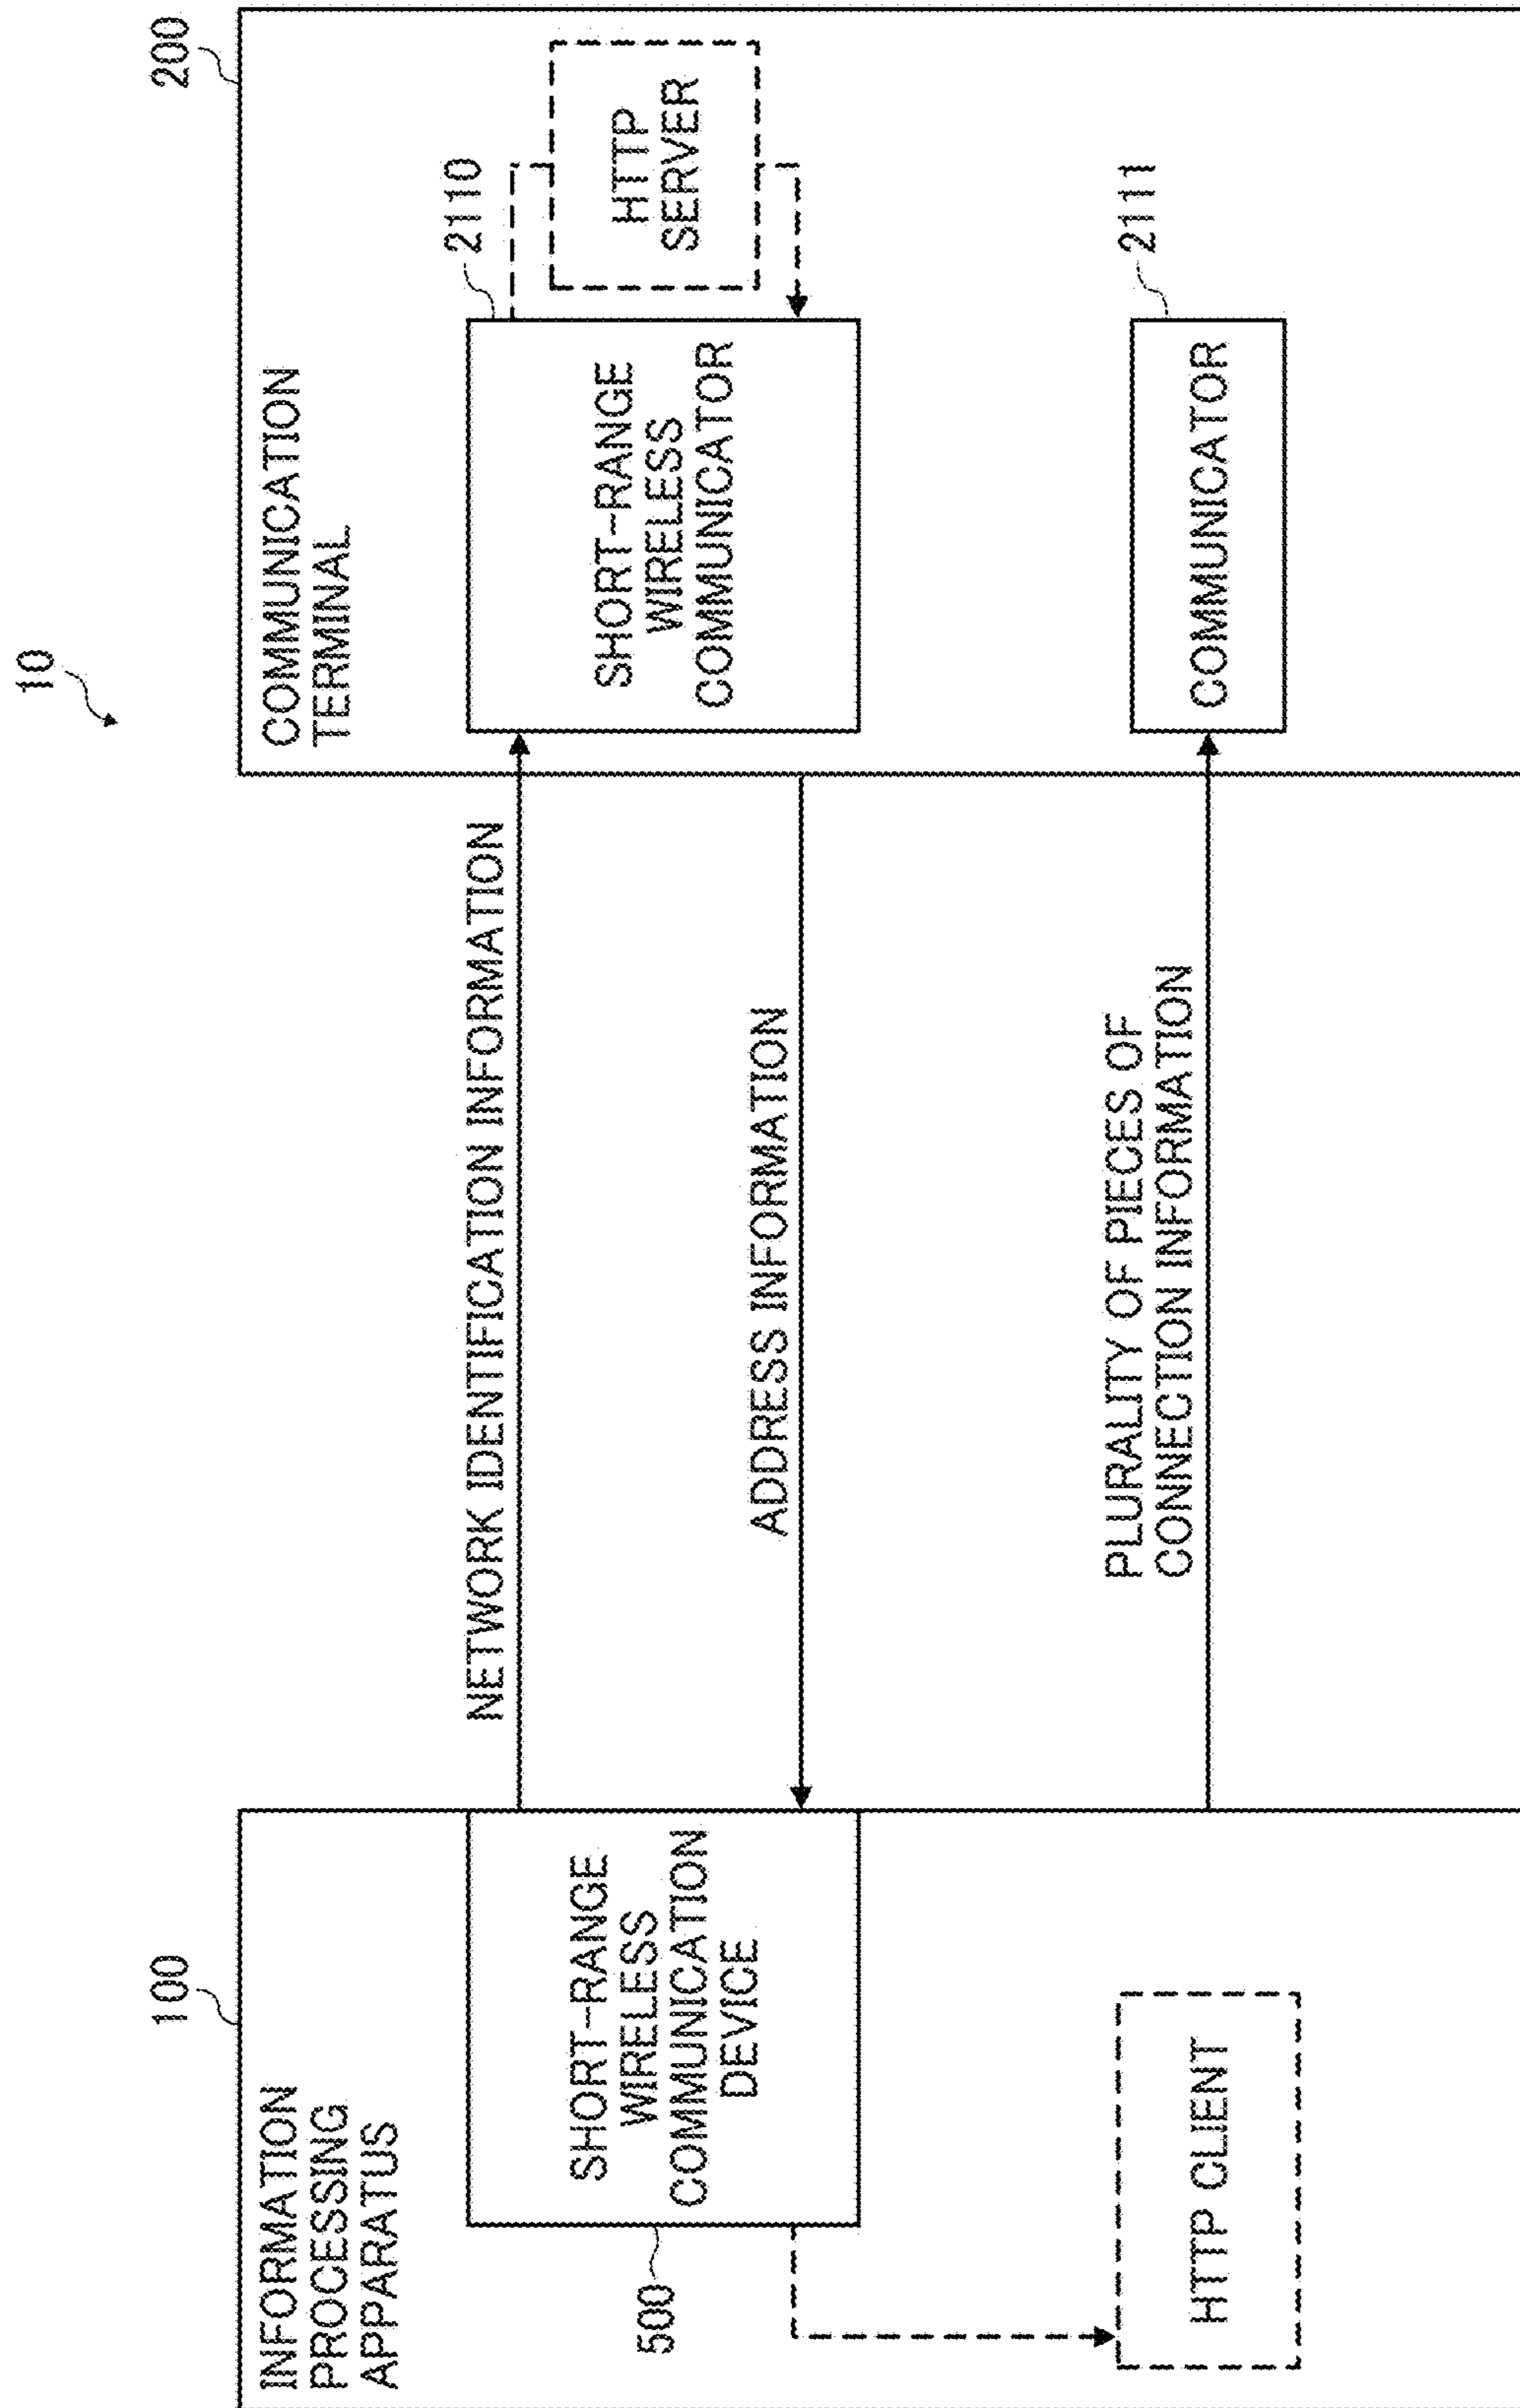 10
100
INFORMATION
PROCESSING
APPARATUS
500
SHORT-RANGE
WIRELESS
COMMUNICATION
DEVICE
HTTP CLIENT
NETWORK IDENTIFICATION INFORMATION
ADDRESS INFORMATION
PLURALITY OF PIECES OF
CONNECTION INFORMATION
200
COMMUNICATION
TERMINAL
2110
SHORT-RANGE
WIRELESS
COMMUNICATOR
HTTP
SERVER
2111
COMMUNICATOR